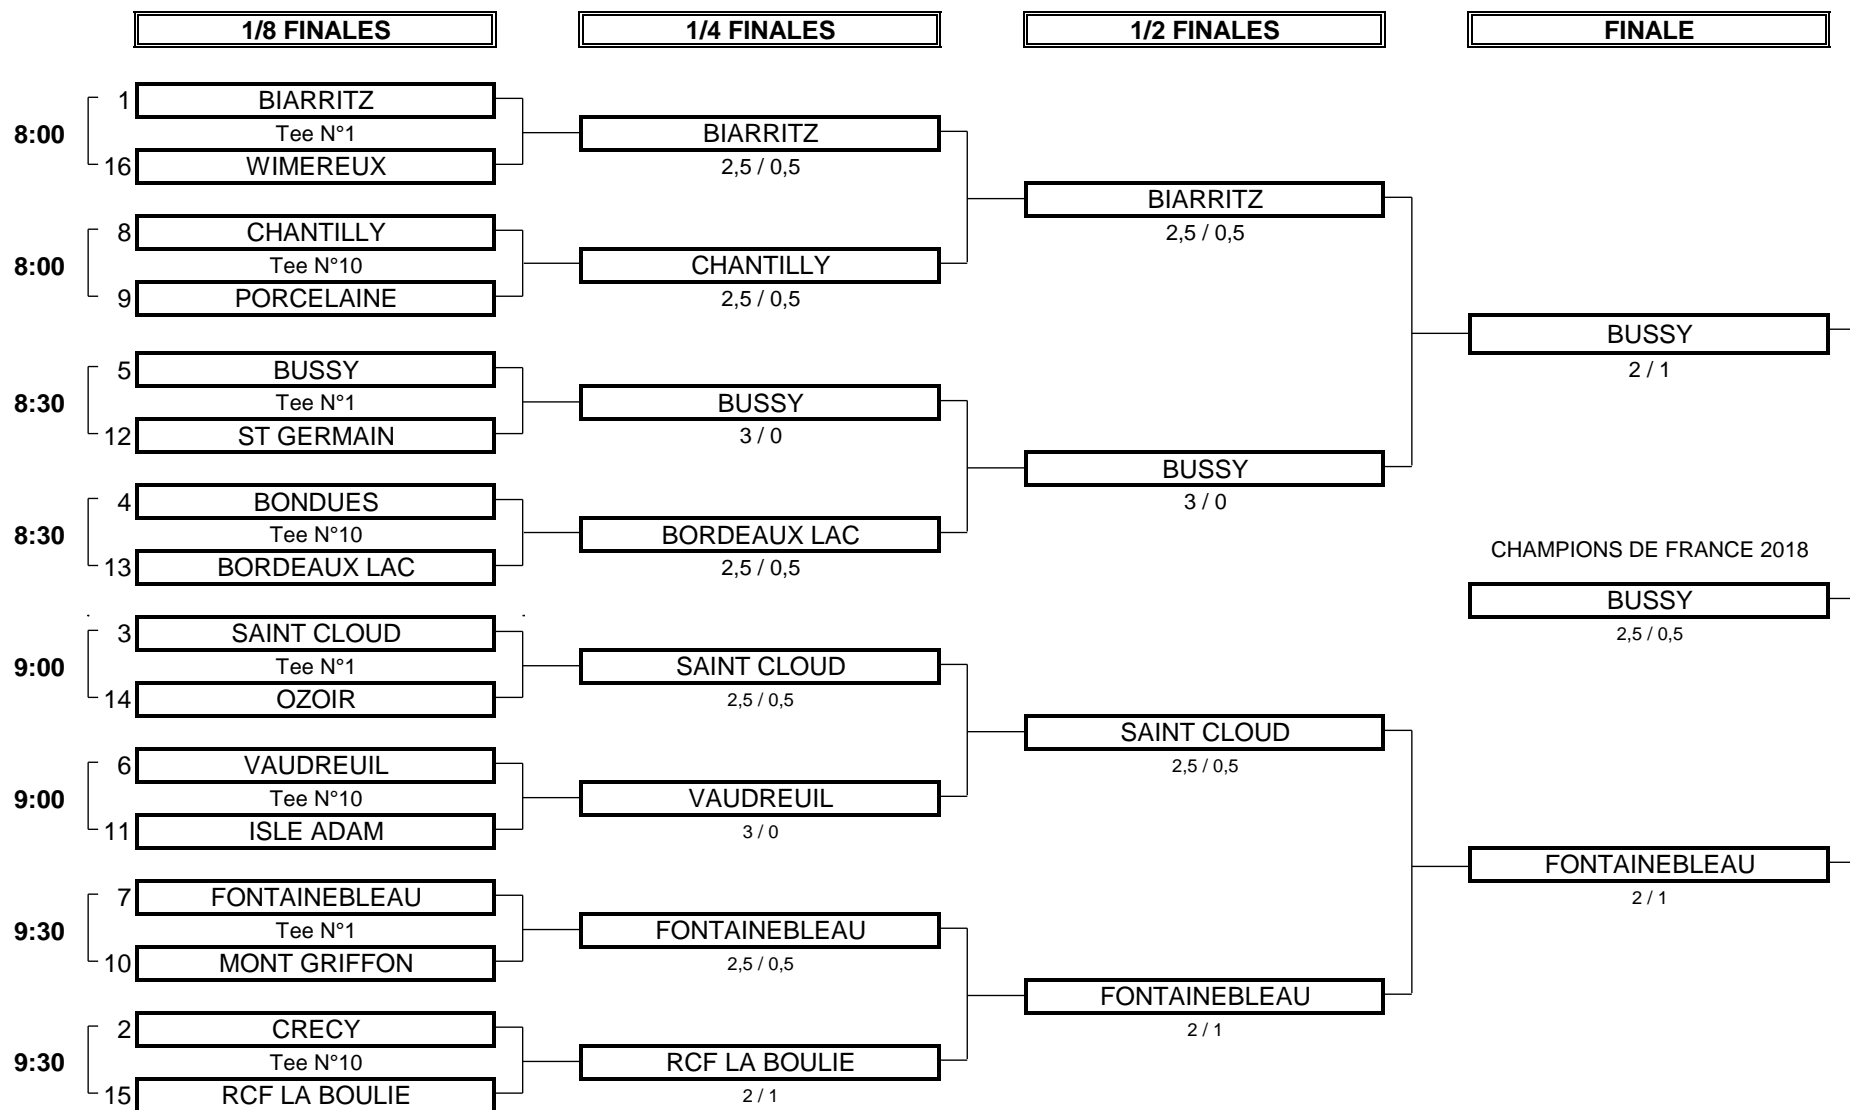 1/8 FINALES
1/4 FINALES
1/2 FINALES
FINALE
8:00
1 BIARRITZ
Tee N°1
16 WIMEREUX
8:00
8 CHANTILLY
Tee N°10
9 PORCELAINE
8:30
5 BUSSY
Tee N°1
12 ST GERMAIN
8:30
4 BONDUES
Tee N°10
13 BORDEAUX LAC
9:00
3 SAINT CLOUD
Tee N°1
14 OZOIR
9:00
6 VAUDREUIL
Tee N°10
11 ISLE ADAM
9:30
7 FONTAINEBLEAU
Tee N°1
10 MONT GRIFFON
9:30
2 CRECY
Tee N°10
15 RCF LA BOULIE
BIARRITZ
2,5 / 0,5
CHANTILLY
2,5 / 0,5
BUSSY
3 / 0
BORDEAUX LAC
2,5 / 0,5
SAINT CLOUD
2,5 / 0,5
VAUDREUIL
3 / 0
FONTAINEBLEAU
2,5 / 0,5
RCF LA BOULIE
2 / 1
BIARRITZ
2,5 / 0,5
BUSSY
3 / 0
SAINT CLOUD
2,5 / 0,5
FONTAINEBLEAU
2 / 1
BUSSY
2 / 1
CHAMPIONS DE FRANCE 2018
BUSSY
2,5 / 0,5
FONTAINEBLEAU
2 / 1